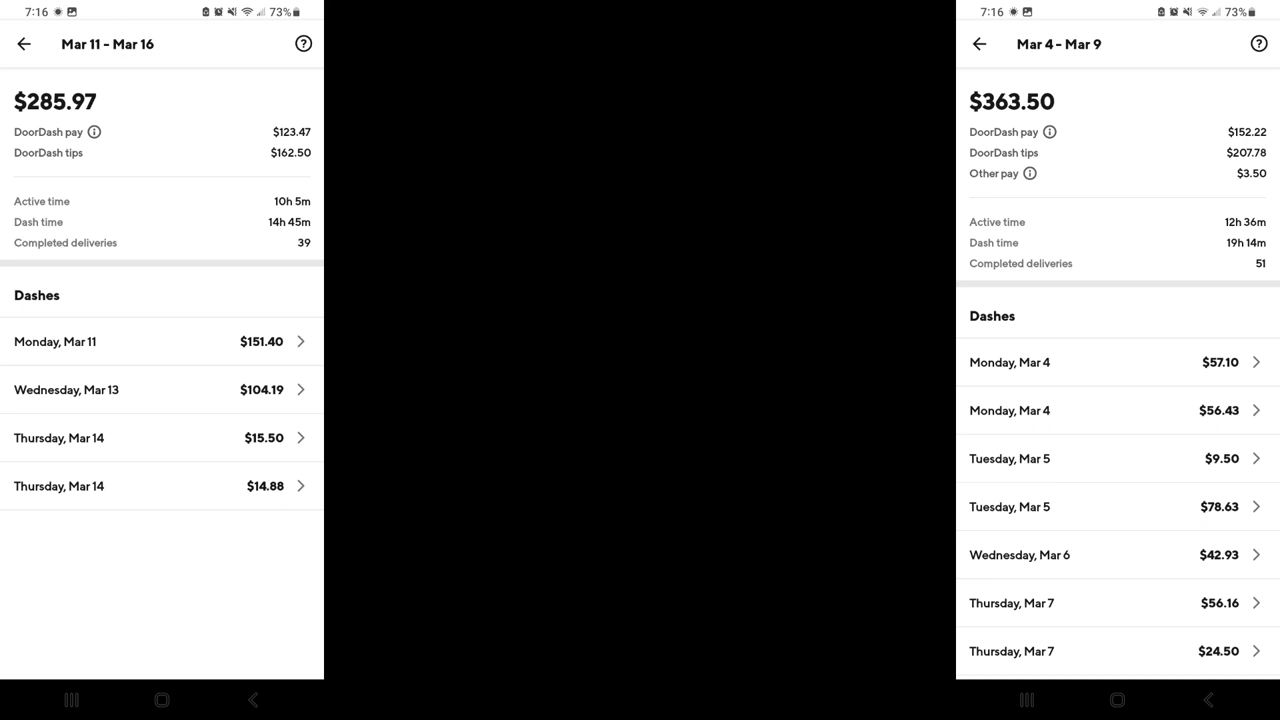 7:16 73%
Mar 11 - Mar 16
$285.97
DoorDash pay $123.47
DoorDash tips $162.50
Active time 10h 5m
Dash time 14h 45m
Completed deliveries 39
Dashes
Monday, Mar 11 $151.40
Wednesday, Mar 13 $104.19
Thursday, Mar 14 $15.50
Thursday, Mar 14 $14.88
7:16 73%
Mar 4 - Mar 9
$363.50
DoorDash pay $152.22
DoorDash tips $207.78
Other pay $3.50
Active time 12h 36m
Dash time 19h 14m
Completed deliveries 51
Dashes
Monday, Mar 4 $57.10
Monday, Mar 4 $56.43
Tuesday, Mar 5 $9.50
Tuesday, Mar 5 $78.63
Wednesday, Mar 6 $42.93
Thursday, Mar 7 $56.16
Thursday, Mar 7 $24.50